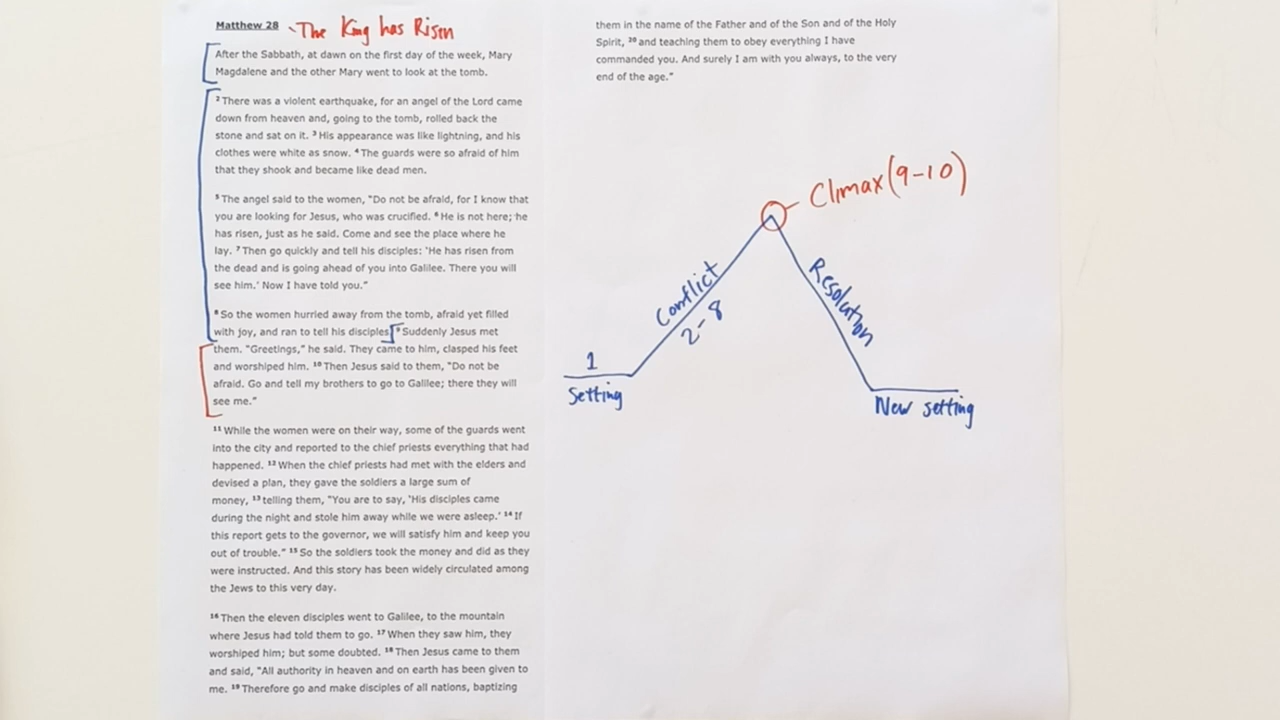 Matthew 28 - The King has Risen
After the Sabbath, at dawn on the first day of the week, Mary
Magdalene and the other Mary went to look at the tomb.
² There was a violent earthquake, for an angel of the Lord came
down from heaven and, going to the tomb, rolled back the
stone and sat on it. ³ His appearance was like lightning, and his
clothes were white as snow. ⁴ The guards were so afraid of him
that they shook and became like dead men.
⁵ The angel said to the women, "Do not be afraid, for I know that
you are looking for Jesus, who was crucified. ⁶ He is not here; he
has risen, just as he said. Come and see the place where he
lay. ⁷ Then go quickly and tell his disciples: 'He has risen from
the dead and is going ahead of you into Galilee. There you will
see him.' Now I have told you."
⁸ So the women hurried away from the tomb, afraid yet filled
with joy, and ran to tell his disciples. ⁹ Suddenly Jesus met
them. "Greetings," he said. They came to him, clasped his feet
and worshiped him. ¹⁰ Then Jesus said to them, "Do not be
afraid. Go and tell my brothers to go to Galilee; there they will
see me."
¹¹ While the women were on their way, some of the guards went
into the city and reported to the chief priests everything that had
happened. ¹² When the chief priests had met with the elders and
devised a plan, they gave the soldiers a large sum of
money, ¹³ telling them, "You are to say, 'His disciples came
during the night and stole him away while we were asleep.' ¹⁴ If
this report gets to the governor, we will satisfy him and keep you
out of trouble." ¹⁵ So the soldiers took the money and did as they
were instructed. And this story has been widely circulated among
the Jews to this very day.
¹⁶ Then the eleven disciples went to Galilee, to the mountain
where Jesus had told them to go. ¹⁷ When they saw him, they
worshiped him; but some doubted. ¹⁸ Then Jesus came to them
and said, "All authority in heaven and on earth has been given to
me. ¹⁹ Therefore go and make disciples of all nations, baptizing
them in the name of the Father and of the Son and of the Holy
Spirit, ²⁰ and teaching them to obey everything I have
commanded you. And surely I am with you always, to the very
end of the age."
Climax (9-10)
Conflict
2-8
Resolution
1
Setting
New setting